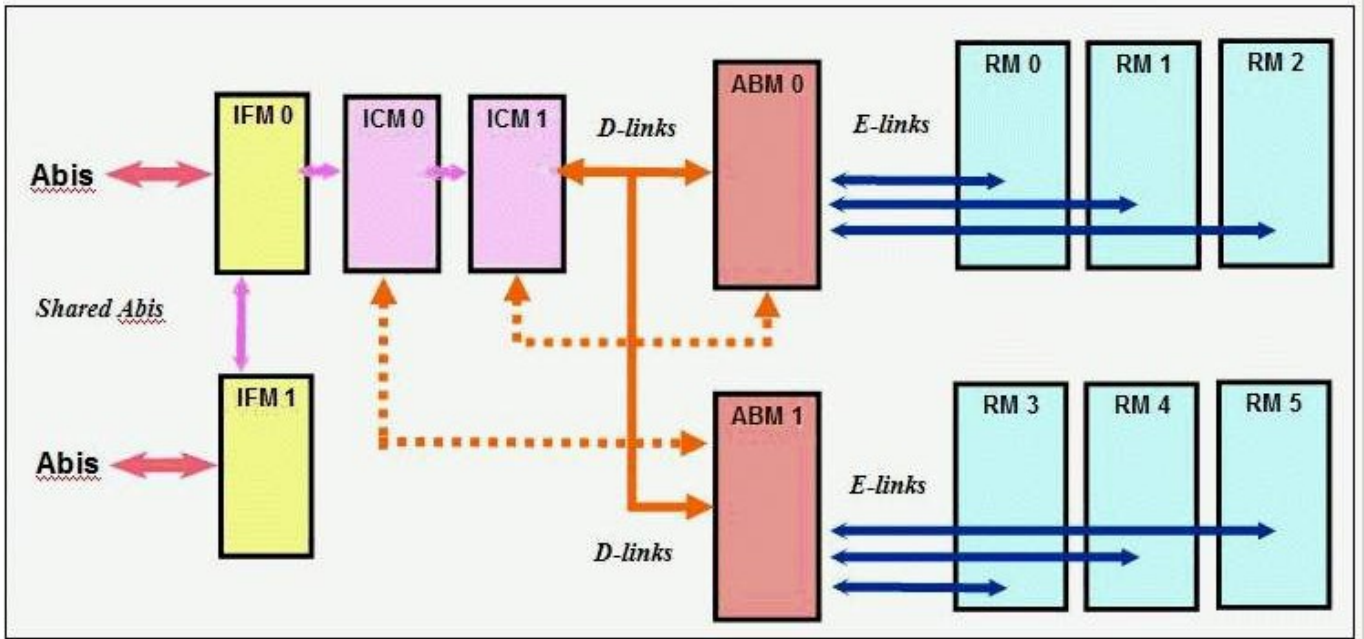 RM 0
RM 1
RM 2
ABM 0
IFM 0
ICM 0
ICM 1
D-links
E-links
Abis
Shared Abis
IFM 1
ABM 1
RM 3
RM 4
RM 5
Abis
E-links
D-links